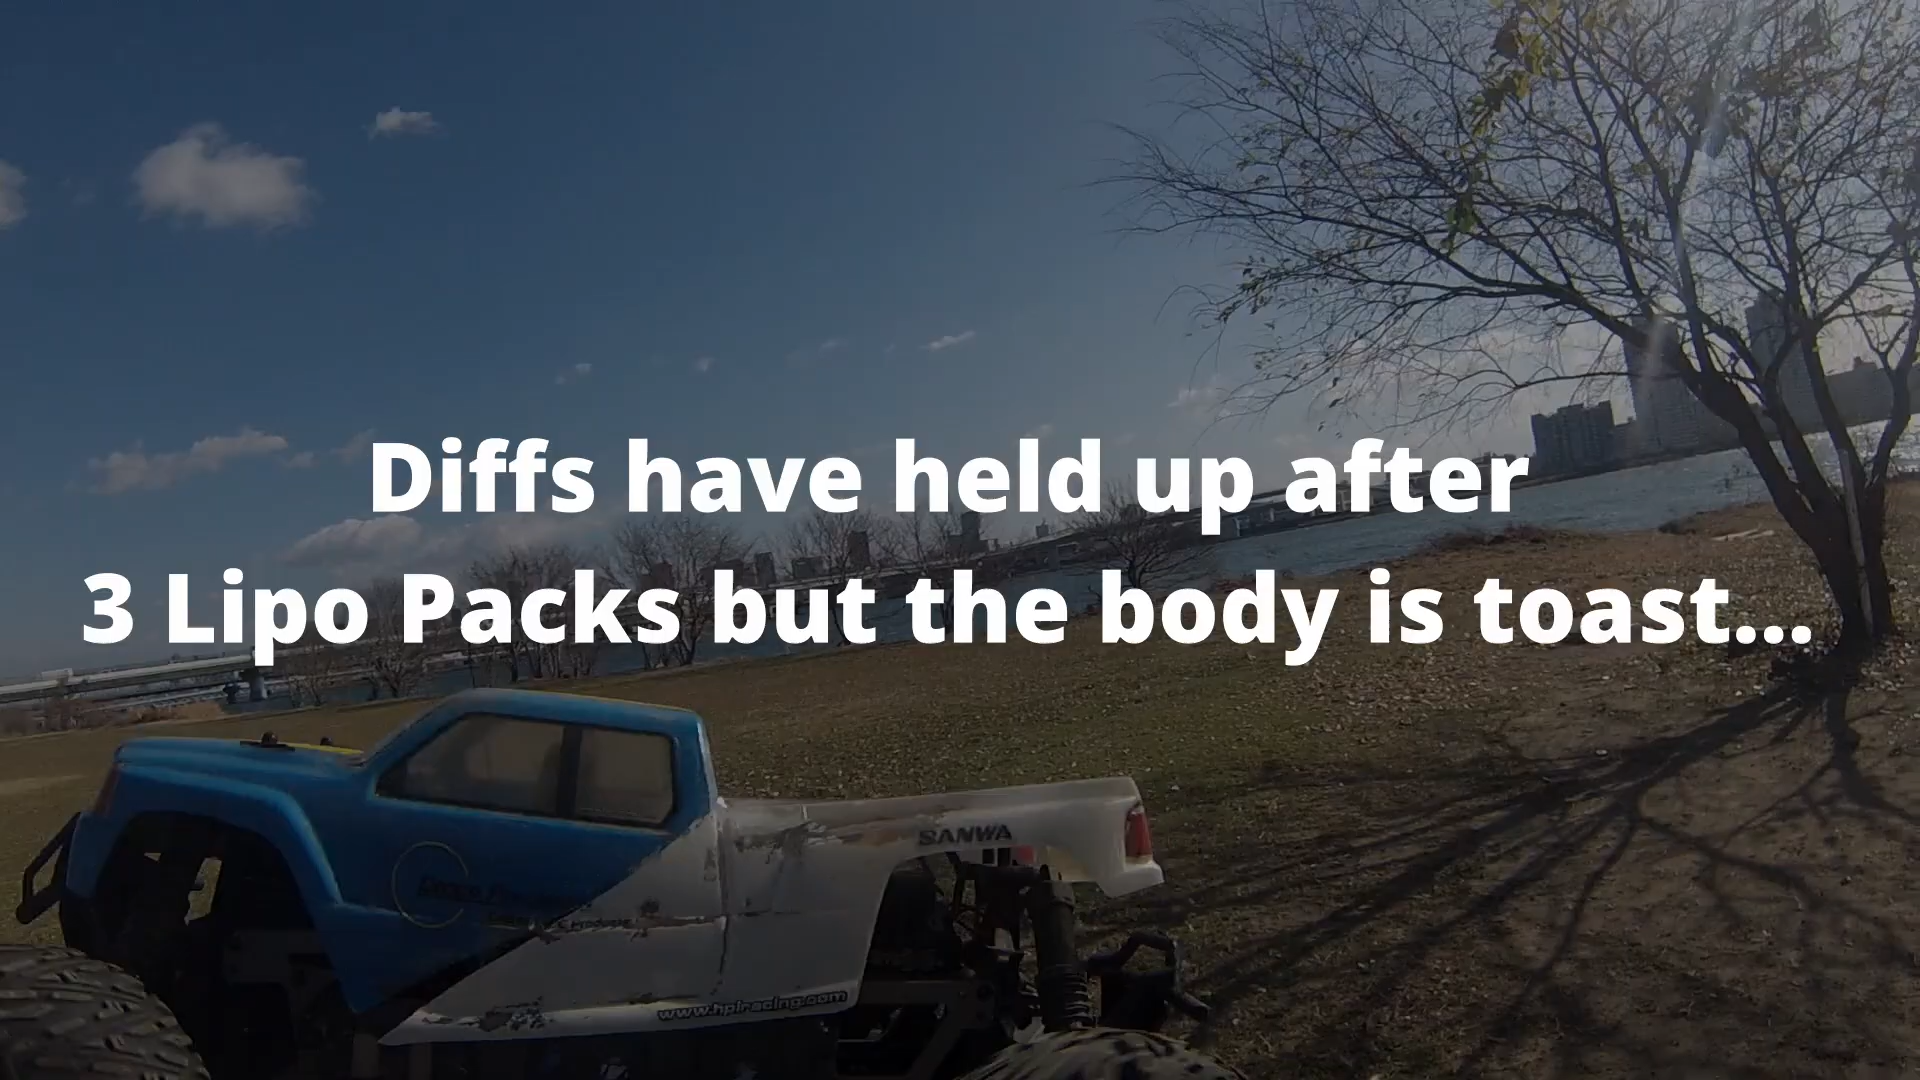 Diffs have held up after
3 Lipo Packs but the body is toast...
SANWA
www.hpiracing.com